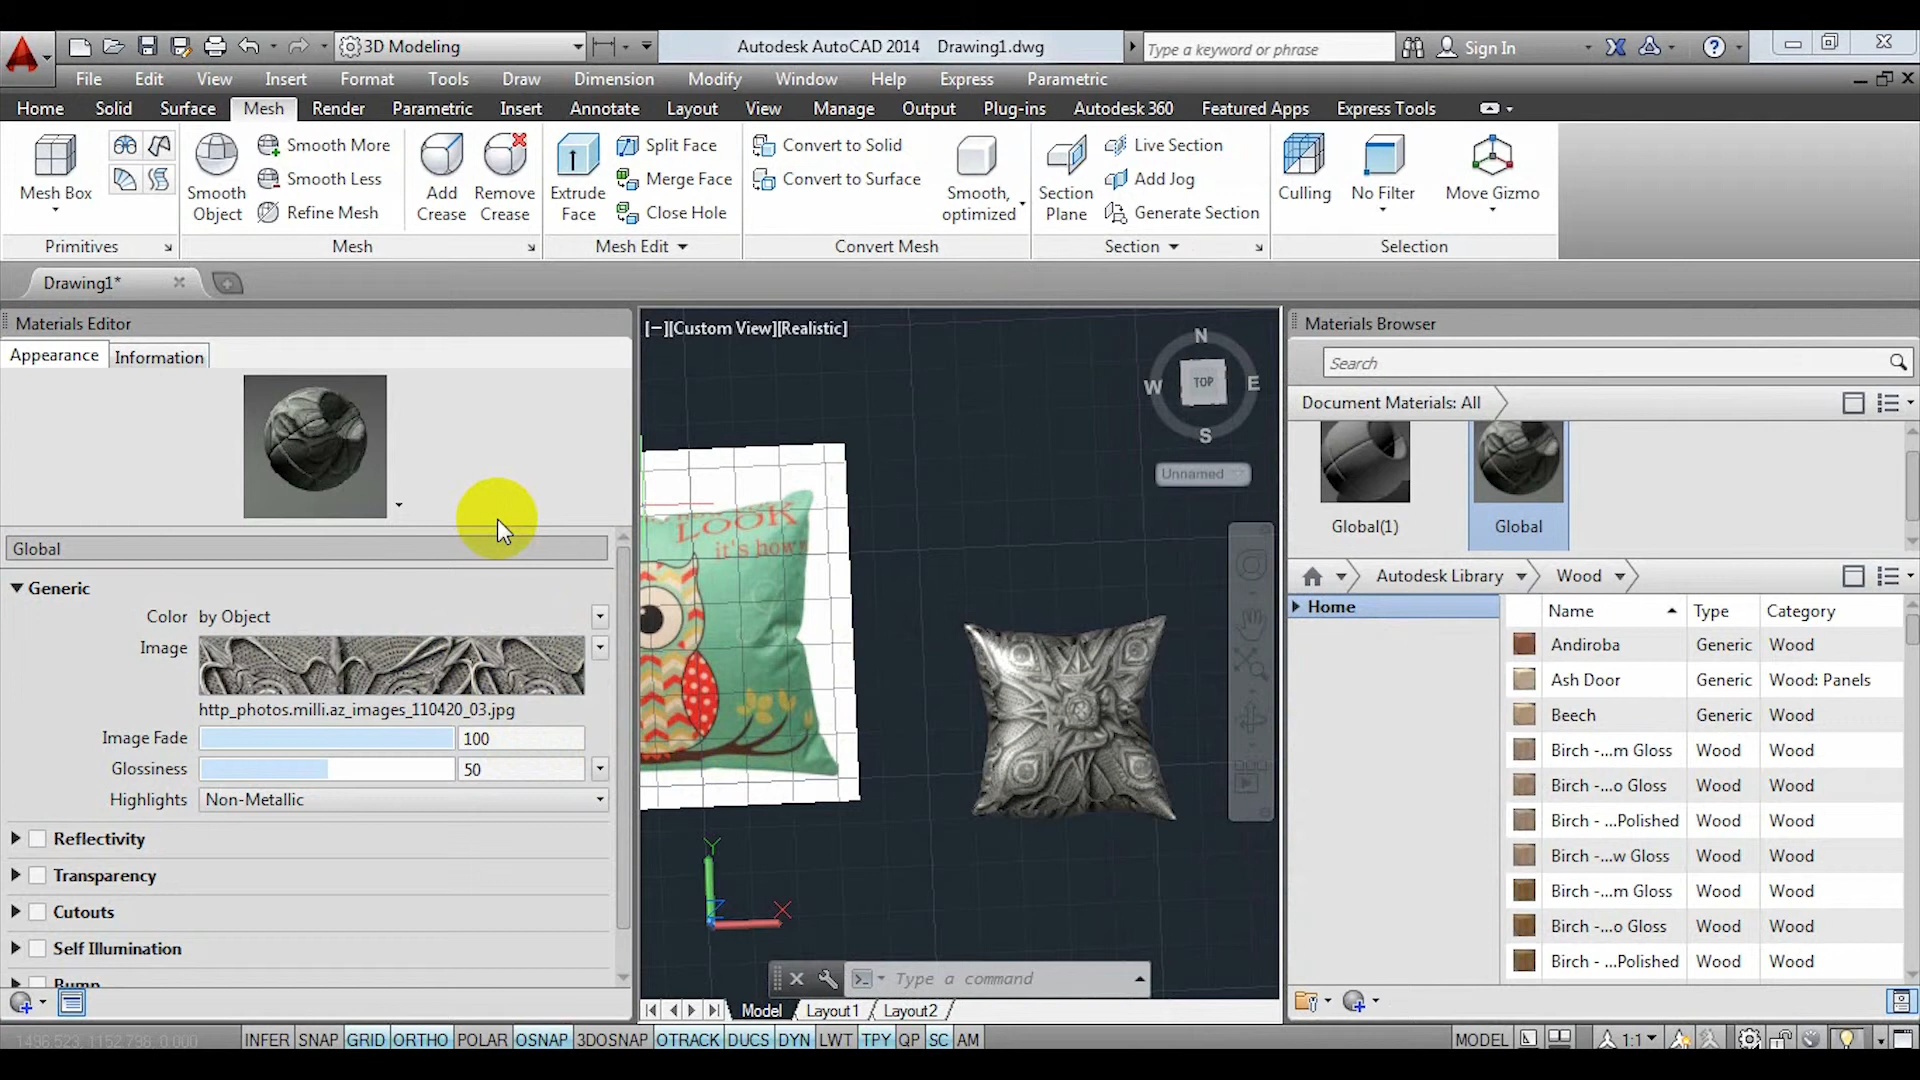 3D Modeling
Autodesk AutoCAD 2014 Drawing1.dwg
Type a keyword or phrase
Sign In
File Edit View Insert Format Tools Draw Dimension Modify Window Help Express Parametric
Home Solid Surface Mesh Render Parametric Insert Annotate Layout View Manage Output Plug-ins Autodesk 360 Featured Apps Express Tools
Mesh Box
Smooth Object
Smooth More
Smooth Less
Refine Mesh
Add Crease
Remove Crease
Extrude Face
Split Face
Merge Face
Close Hole
Convert to Solid
Convert to Surface
Smooth, optimized
Section Plane
Live Section
Add Jog
Generate Section
Culling
No Filter
Move Gizmo
Primitives
Mesh
Mesh Edit
Convert Mesh
Section
Selection
Drawing1*
Materials Editor
Appearance Information
Global
Generic
Color by Object
Image
http_photos.milli.az_images_110420_03.jpg
Image Fade 100
Glossiness 50
Highlights Non-Metallic
Reflectivity
Transparency
Cutouts
Self Illumination
Bump
[−][Custom View][Realistic]
N
W TOP E
S
Unnamed
LOOK
it's how
Y
Z X
Type a command
Model Layout1 Layout2
Materials Browser
Search
Document Materials: All
Global(1) Global
Autodesk Library Wood
Home
Name Type Category
Andiroba Generic Wood
Ash Door Generic Wood: Panels
Beech Generic Wood
Birch -...m Gloss Wood Wood
Birch -...o Gloss Wood Wood
Birch - ...Polished Wood Wood
Birch -...w Gloss Wood Wood
Birch -...m Gloss Wood Wood
Birch -...o Gloss Wood Wood
Birch - ...Polished Wood Wood
INFER SNAP GRID ORTHO POLAR OSNAP 3DOSNAP OTRACK DUCS DYN LWT TPY QP SC AM
MODEL 1:1